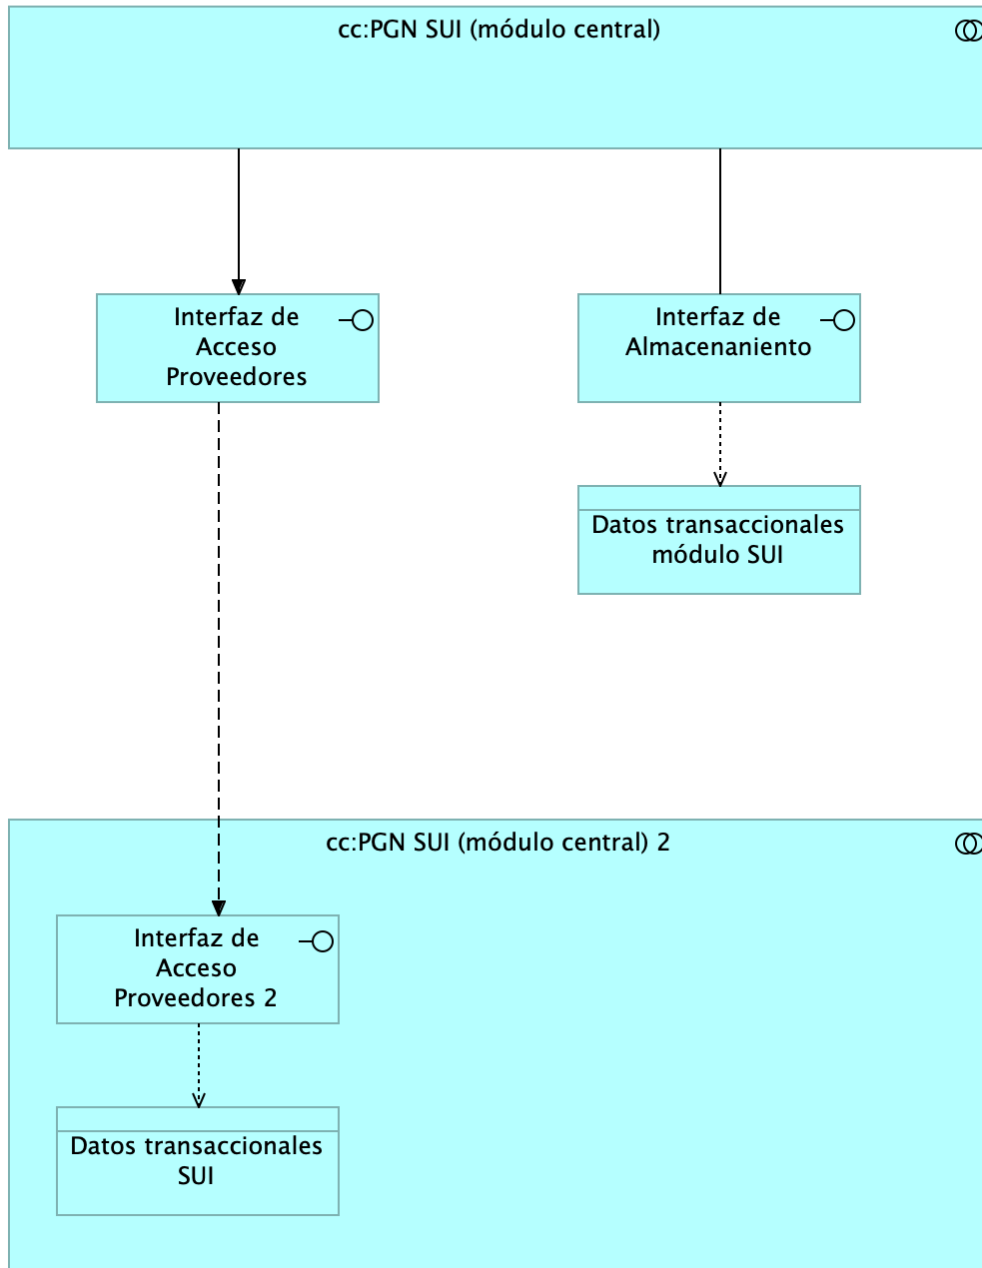 cc:PGN SUI (módulo central)
Interfaz de
Acceso
Proveedores
Interfaz de
Almacenaniento
Datos transaccionales
módulo SUI
cc:PGN SUI (módulo central) 2
Interfaz de
Acceso
Proveedores 2
Datos transaccionales
SUI